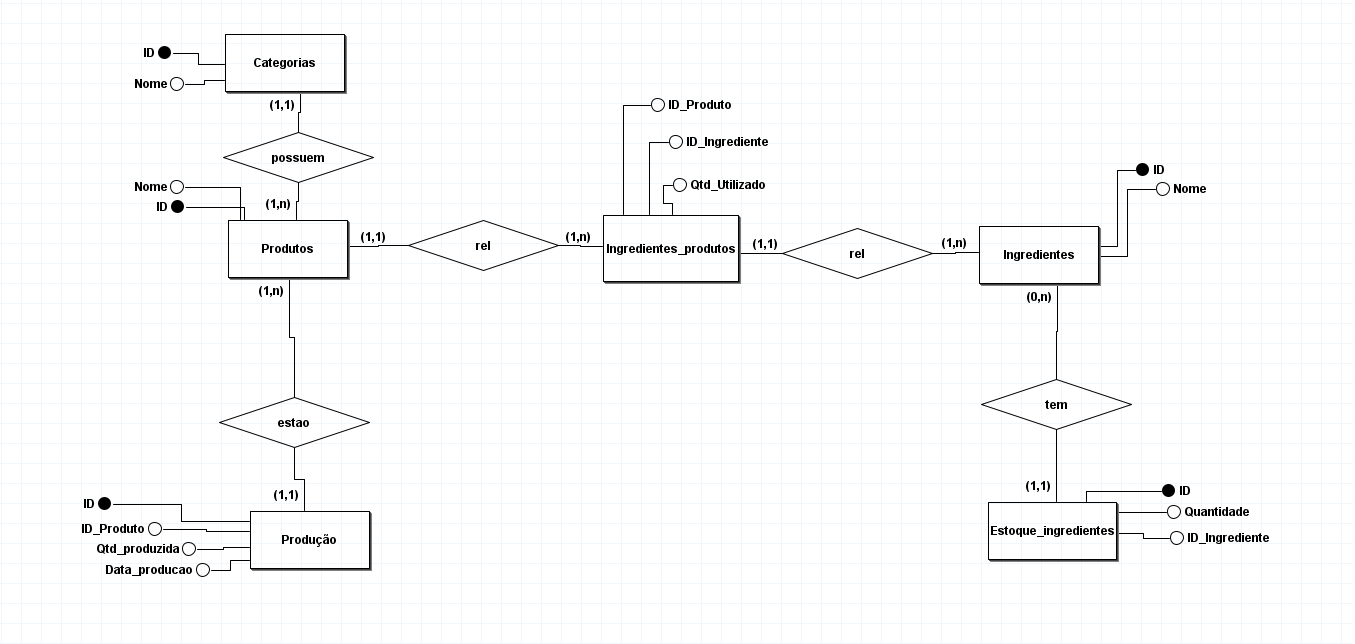 ID
Categorias
Nome
(1,1)
possuem
Nome
ID
(1,n)
Produtos
(1,1)
rel
(1,n)
ID_Produto
ID_Ingrediente
Qtd_Utilizado
Ingredientes_produtos
(1,1)
rel
(1,n)
ID
Nome
Ingredientes
(1,n)
(0,n)
estao
tem
(1,1)
(1,1)
ID
ID_Produto
Qtd_produzida
Data_producao
Produção
ID
Quantidade
ID_Ingrediente
Estoque_ingredientes